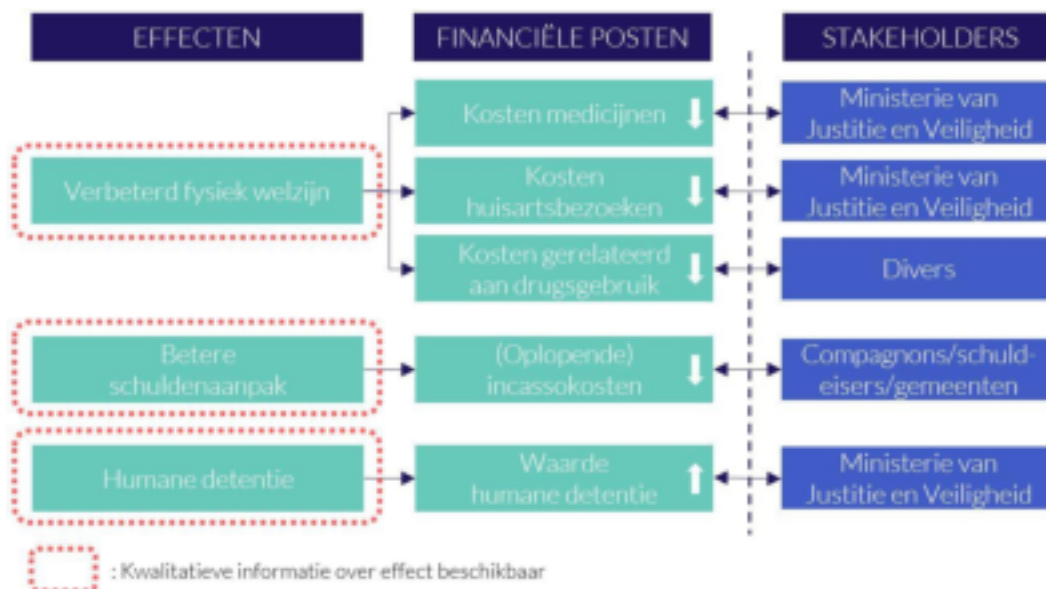 EFFECTEN
FINANCIËLE POSTEN
STAKEHOLDERS
Verbeterd fysiek welzijn
Kosten medicijnen
Ministerie van
Justitie en Veiligheid
Kosten
huisartsbezoeken
Ministerie van
Justitie en Veiligheid
Kosten gerelateerd
aan drugsgebruik
Divers
Betere
schuldenaanpak
(Oplopende)
incassokosten
Compagnons/schuld-
eisers/gemeenten
Humane detentie
Waarde
humane detentie
Ministerie van
Justitie en Veiligheid
: Kwalitatieve informatie over effect beschikbaar